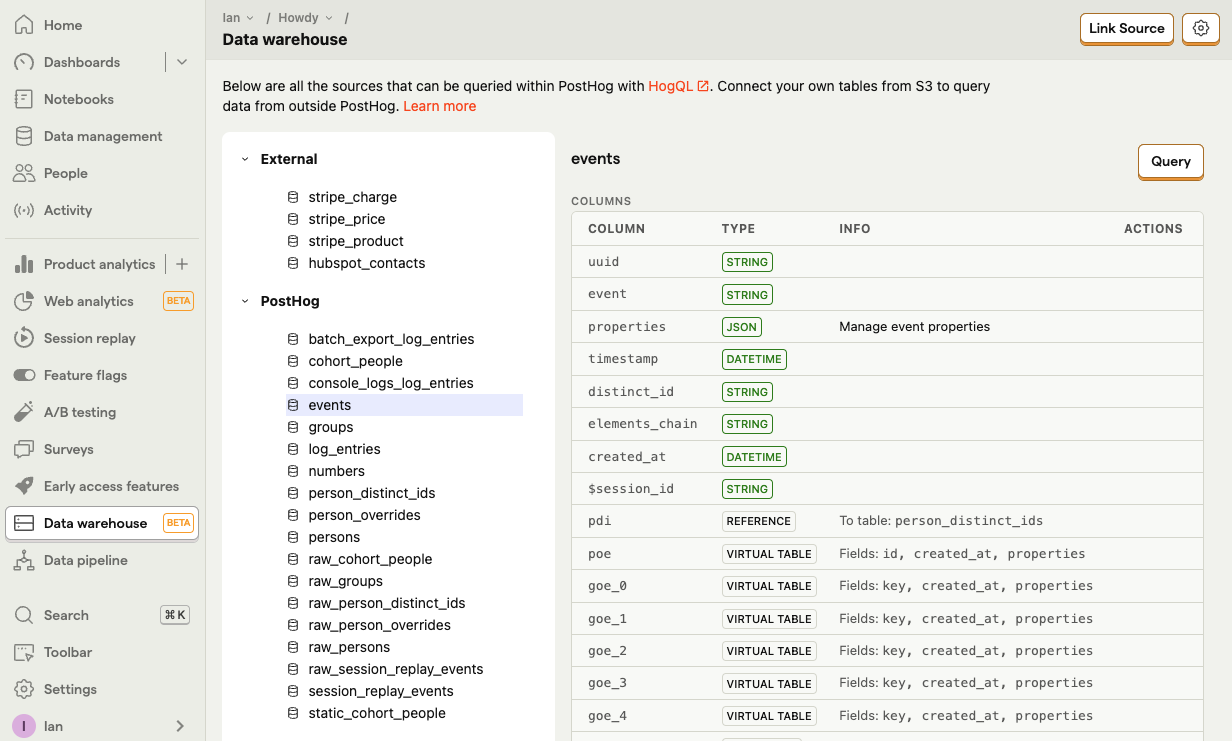 Home
Dashboards
Notebooks
Data management
People
Activity
Product analytics
Web analytics BETA
Session replay
Feature flags
A/B testing
Surveys
Early access features
Data warehouse BETA
Data pipeline
Search ⌘ K
Toolbar
Settings
I Ian
Ian / Howdy /
Data warehouse
Link Source
Below are all the sources that can be queried within PostHog with HogQL. Connect your own tables from S3 to query
data from outside PostHog. Learn more
External
stripe_charge
stripe_price
stripe_product
hubspot_contacts
PostHog
batch_export_log_entries
cohort_people
console_logs_log_entries
events
groups
log_entries
numbers
person_distinct_ids
person_overrides
persons
raw_cohort_people
raw_groups
raw_person_distinct_ids
raw_person_overrides
raw_persons
raw_session_replay_events
session_replay_events
static_cohort_people
events
Query
COLUMNS
COLUMN TYPE INFO ACTIONS
uuid STRING
event STRING
properties JSON Manage event properties
timestamp DATETIME
distinct_id STRING
elements_chain STRING
created_at DATETIME
$session_id STRING
pdi REFERENCE To table: person_distinct_ids
poe VIRTUAL TABLE Fields: id, created_at, properties
goe_0 VIRTUAL TABLE Fields: key, created_at, properties
goe_1 VIRTUAL TABLE Fields: key, created_at, properties
goe_2 VIRTUAL TABLE Fields: key, created_at, properties
goe_3 VIRTUAL TABLE Fields: key, created_at, properties
goe_4 VIRTUAL TABLE Fields: key, created_at, properties